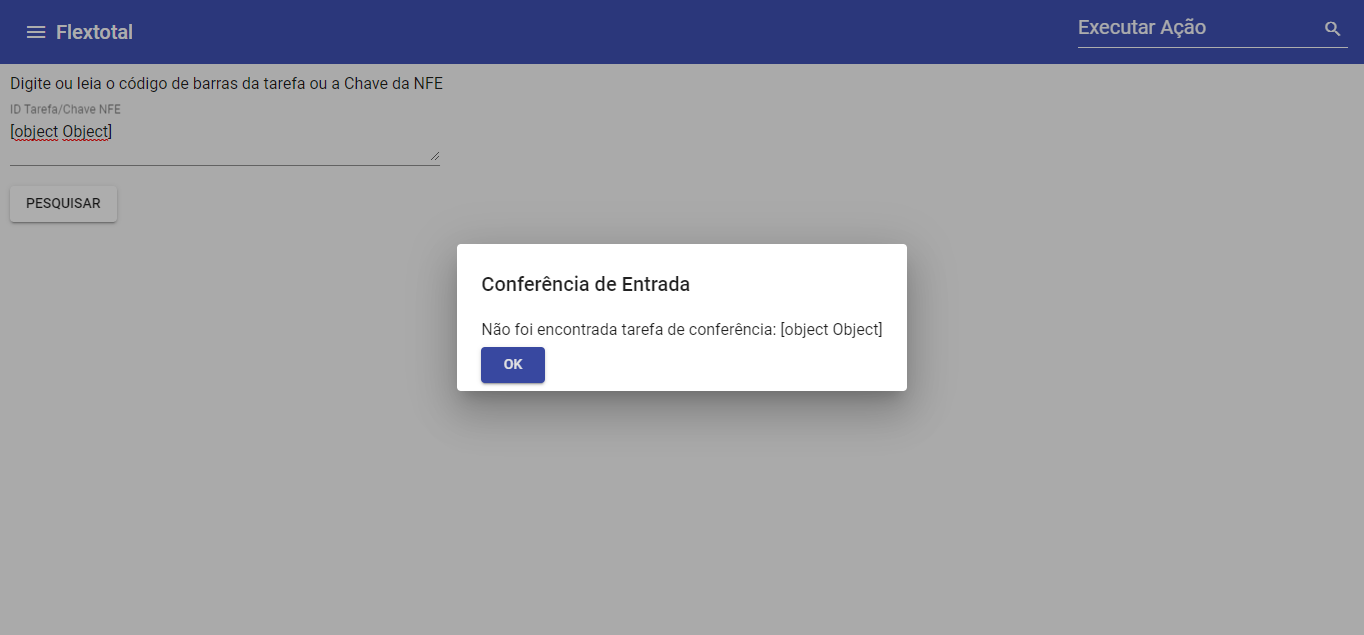 Flextotal
Executar Ação
Digite ou leia o código de barras da tarefa ou a Chave da NFE
ID Tarefa/Chave NFE
[object Object]
PESQUISAR
Conferência de Entrada
Não foi encontrada tarefa de conferência: [object Object]
OK